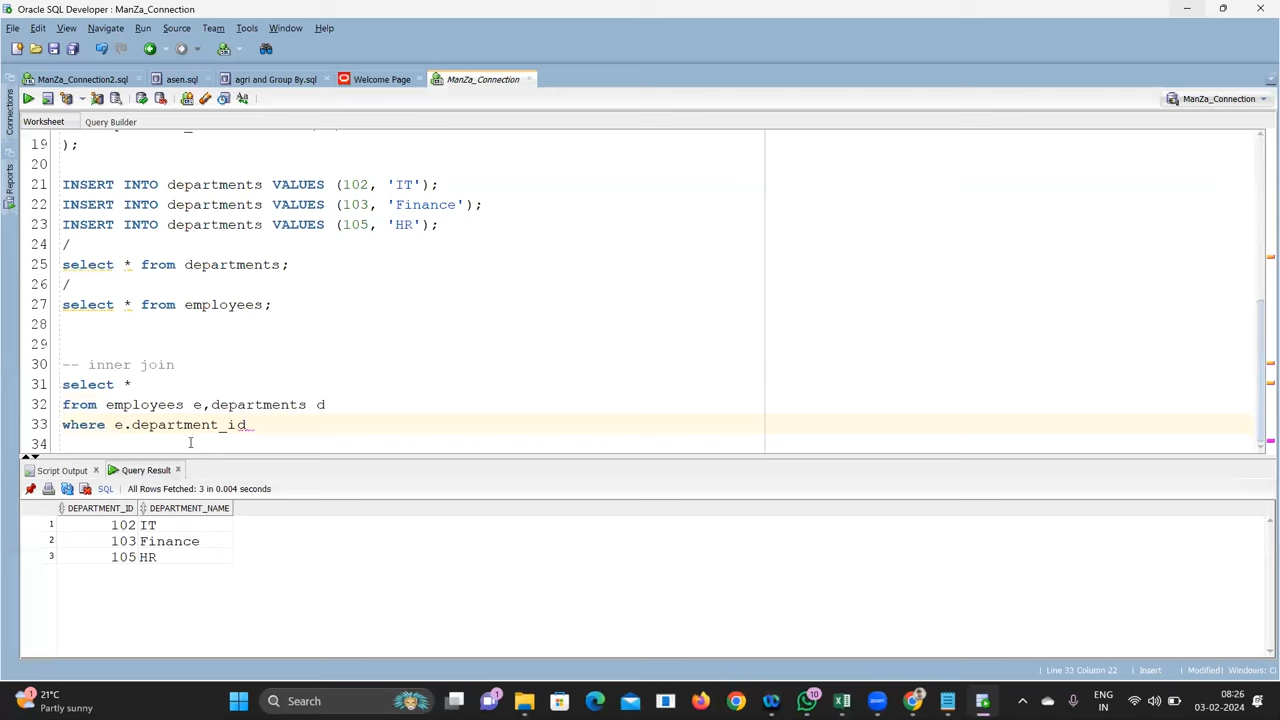 Oracle SQL Developer : ManZa_Connection
File Edit View Navigate Run Source Team Tools Window Help
ManZa_Connection2.sql asen.sql agri and Group By.sql Welcome Page ManZa_Connection
ManZa_Connection
Connections
Reports
Worksheet Query Builder
19 );
20
21 INSERT INTO departments VALUES (102, 'IT');
22 INSERT INTO departments VALUES (103, 'Finance');
23 INSERT INTO departments VALUES (105, 'HR');
24 /
25 select * from departments;
26 /
27 select * from employees;
28
29
30 -- inner join
31 select *
32 from employees e,departments d
33 where e.department_id
34
Script Output Query Result
SQL | All Rows Fetched: 3 in 0.004 seconds
DEPARTMENT_ID DEPARTMENT_NAME
1 102 IT
2 103 Finance
3 105 HR
Line 33 Column 22 Insert Modified Windows:
1 21°C
Partly sunny
Search
1
10
ENG
IN
08:26
03-02-2024